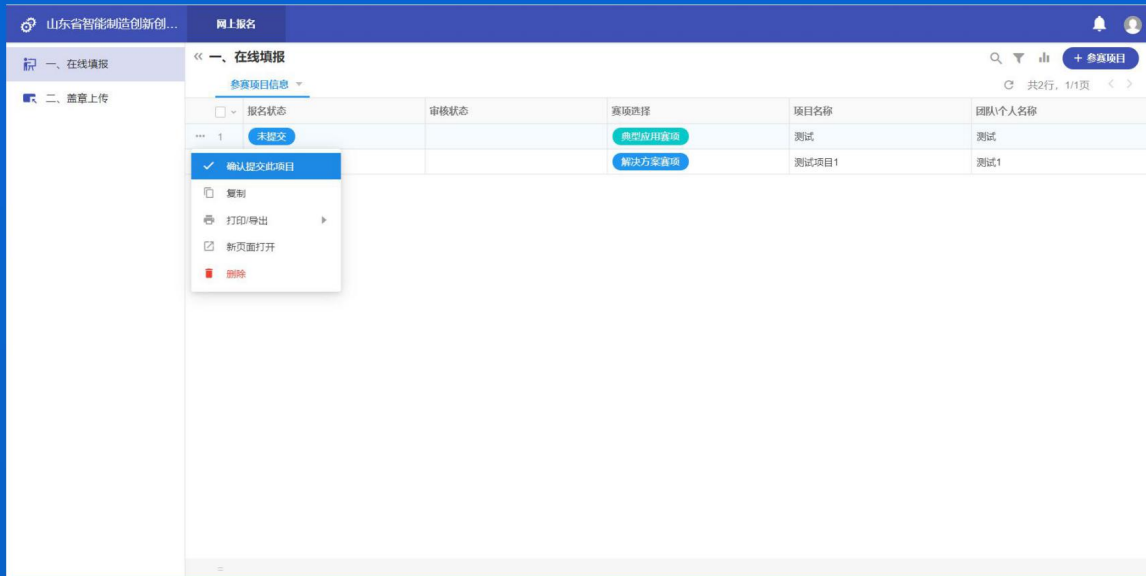 山东省智能制造创新创...
网上报名
一、在线填报
二、盖章上传
一、在线填报
+ 参赛项目
参赛项目信息
共2行，1/1页
报名状态 审核状态 赛项选择 项目名称 团队\个人名称
1 未提交 典型应用赛项 测试 测试
解决方案赛项 测试项目1 测试1
确认提交此项目
复制
打印/导出
新页面打开
删除